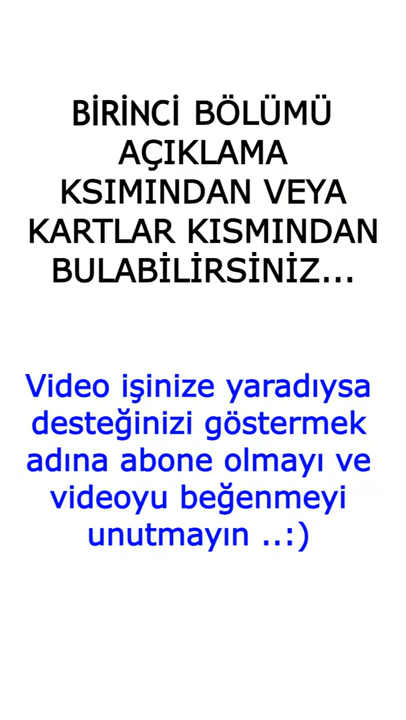 BİRİNCİ BÖLÜMÜ
AÇIKLAMA
KSIMINDAN VEYA
KARTLAR KISMINDAN
BULABİLİRSİNİZ...
Video işinize yaradıysa
desteğinizi göstermek
adına abone olmayı ve
videoyu beğenmeyi
unutmayın ..:)